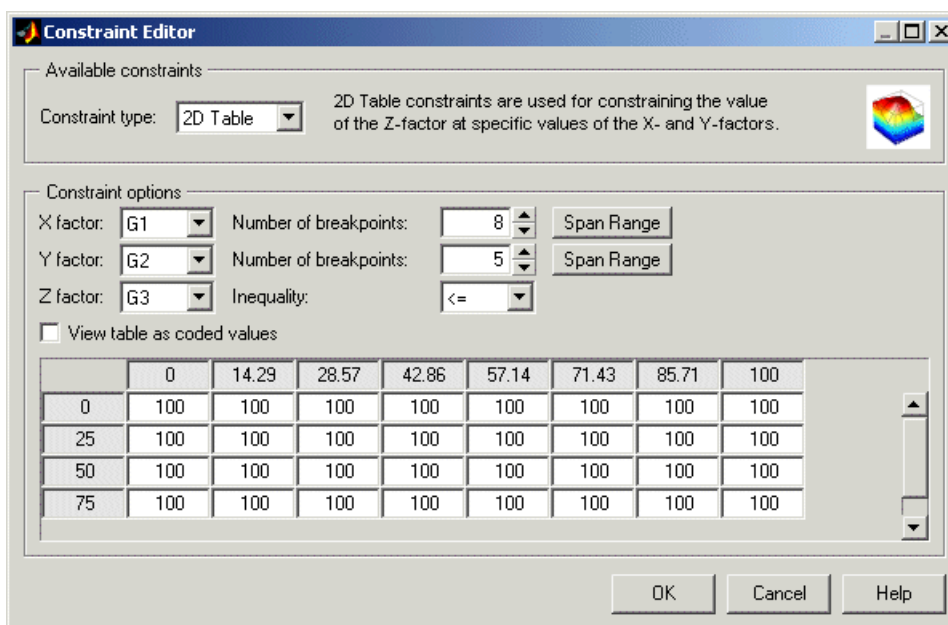 Constraint Editor
Available constraints
Constraint type: 2D Table
2D Table constraints are used for constraining the value
of the Z-factor at specific values of the X- and Y-factors.
Constraint options
X factor: G1 Number of breakpoints: 8 Span Range
Y factor: G2 Number of breakpoints: 5 Span Range
Z factor: G3 Inequality: <=
View table as coded values
0 14.29 28.57 42.86 57.14 71.43 85.71 100
0 100 100 100 100 100 100 100 100
25 100 100 100 100 100 100 100 100
50 100 100 100 100 100 100 100 100
75 100 100 100 100 100 100 100 100
OK Cancel Help